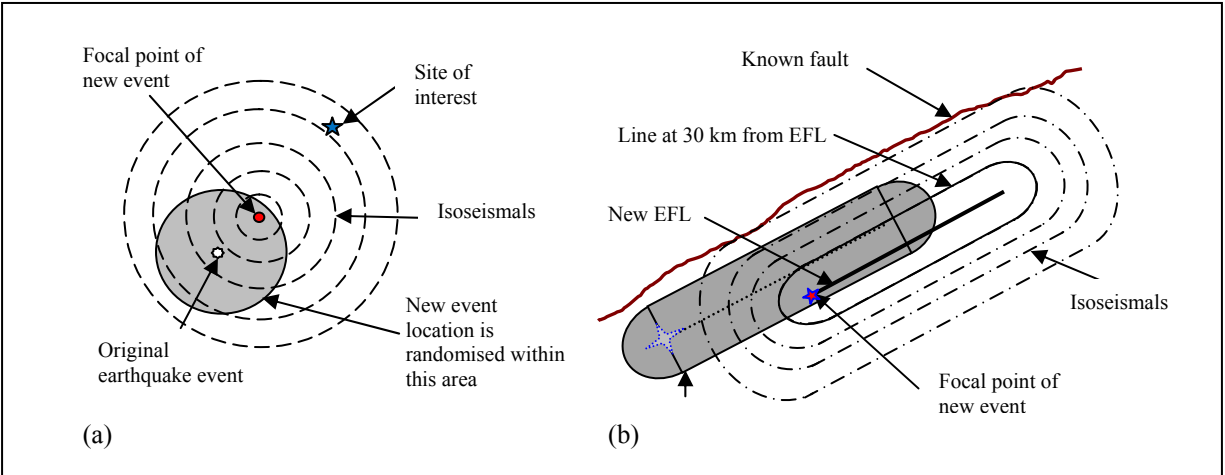 Focal point of
new event
Site of
interest
Isoseismals
New event
location is
randomised within
this area
Original
earthquake event
(a)
Known fault
Line at 30 km from EFL
New EFL
Isoseismals
Focal point of
new event
(b)